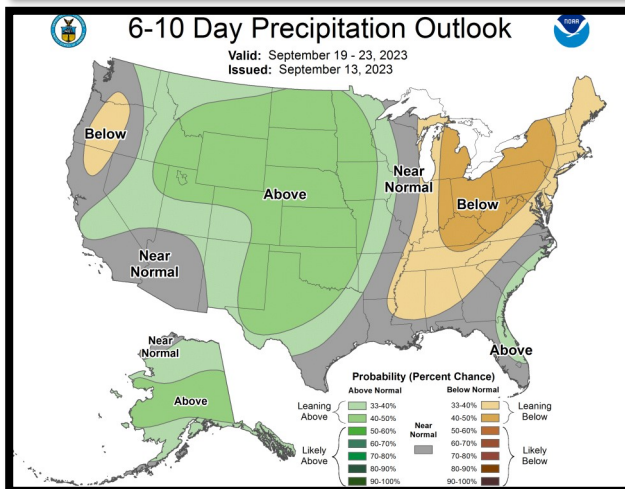 6-10 Day Precipitation Outlook
Valid: September 19 - 23, 2023
Issued: September 13, 2023
NOAA
Below
Above
Near
Normal
Below
Near
Normal
Above
Near
Normal
Above
Probability (Percent Chance)
Above Normal
Below Normal
Leaning
Above
33-40%
40-50%
Likely
Above
50-60%
60-70%
70-80%
80-90%
90-100%
Near
Normal
33-40%
40-50%
Leaning
Below
50-60%
60-70%
70-80%
80-90%
90-100%
Likely
Below